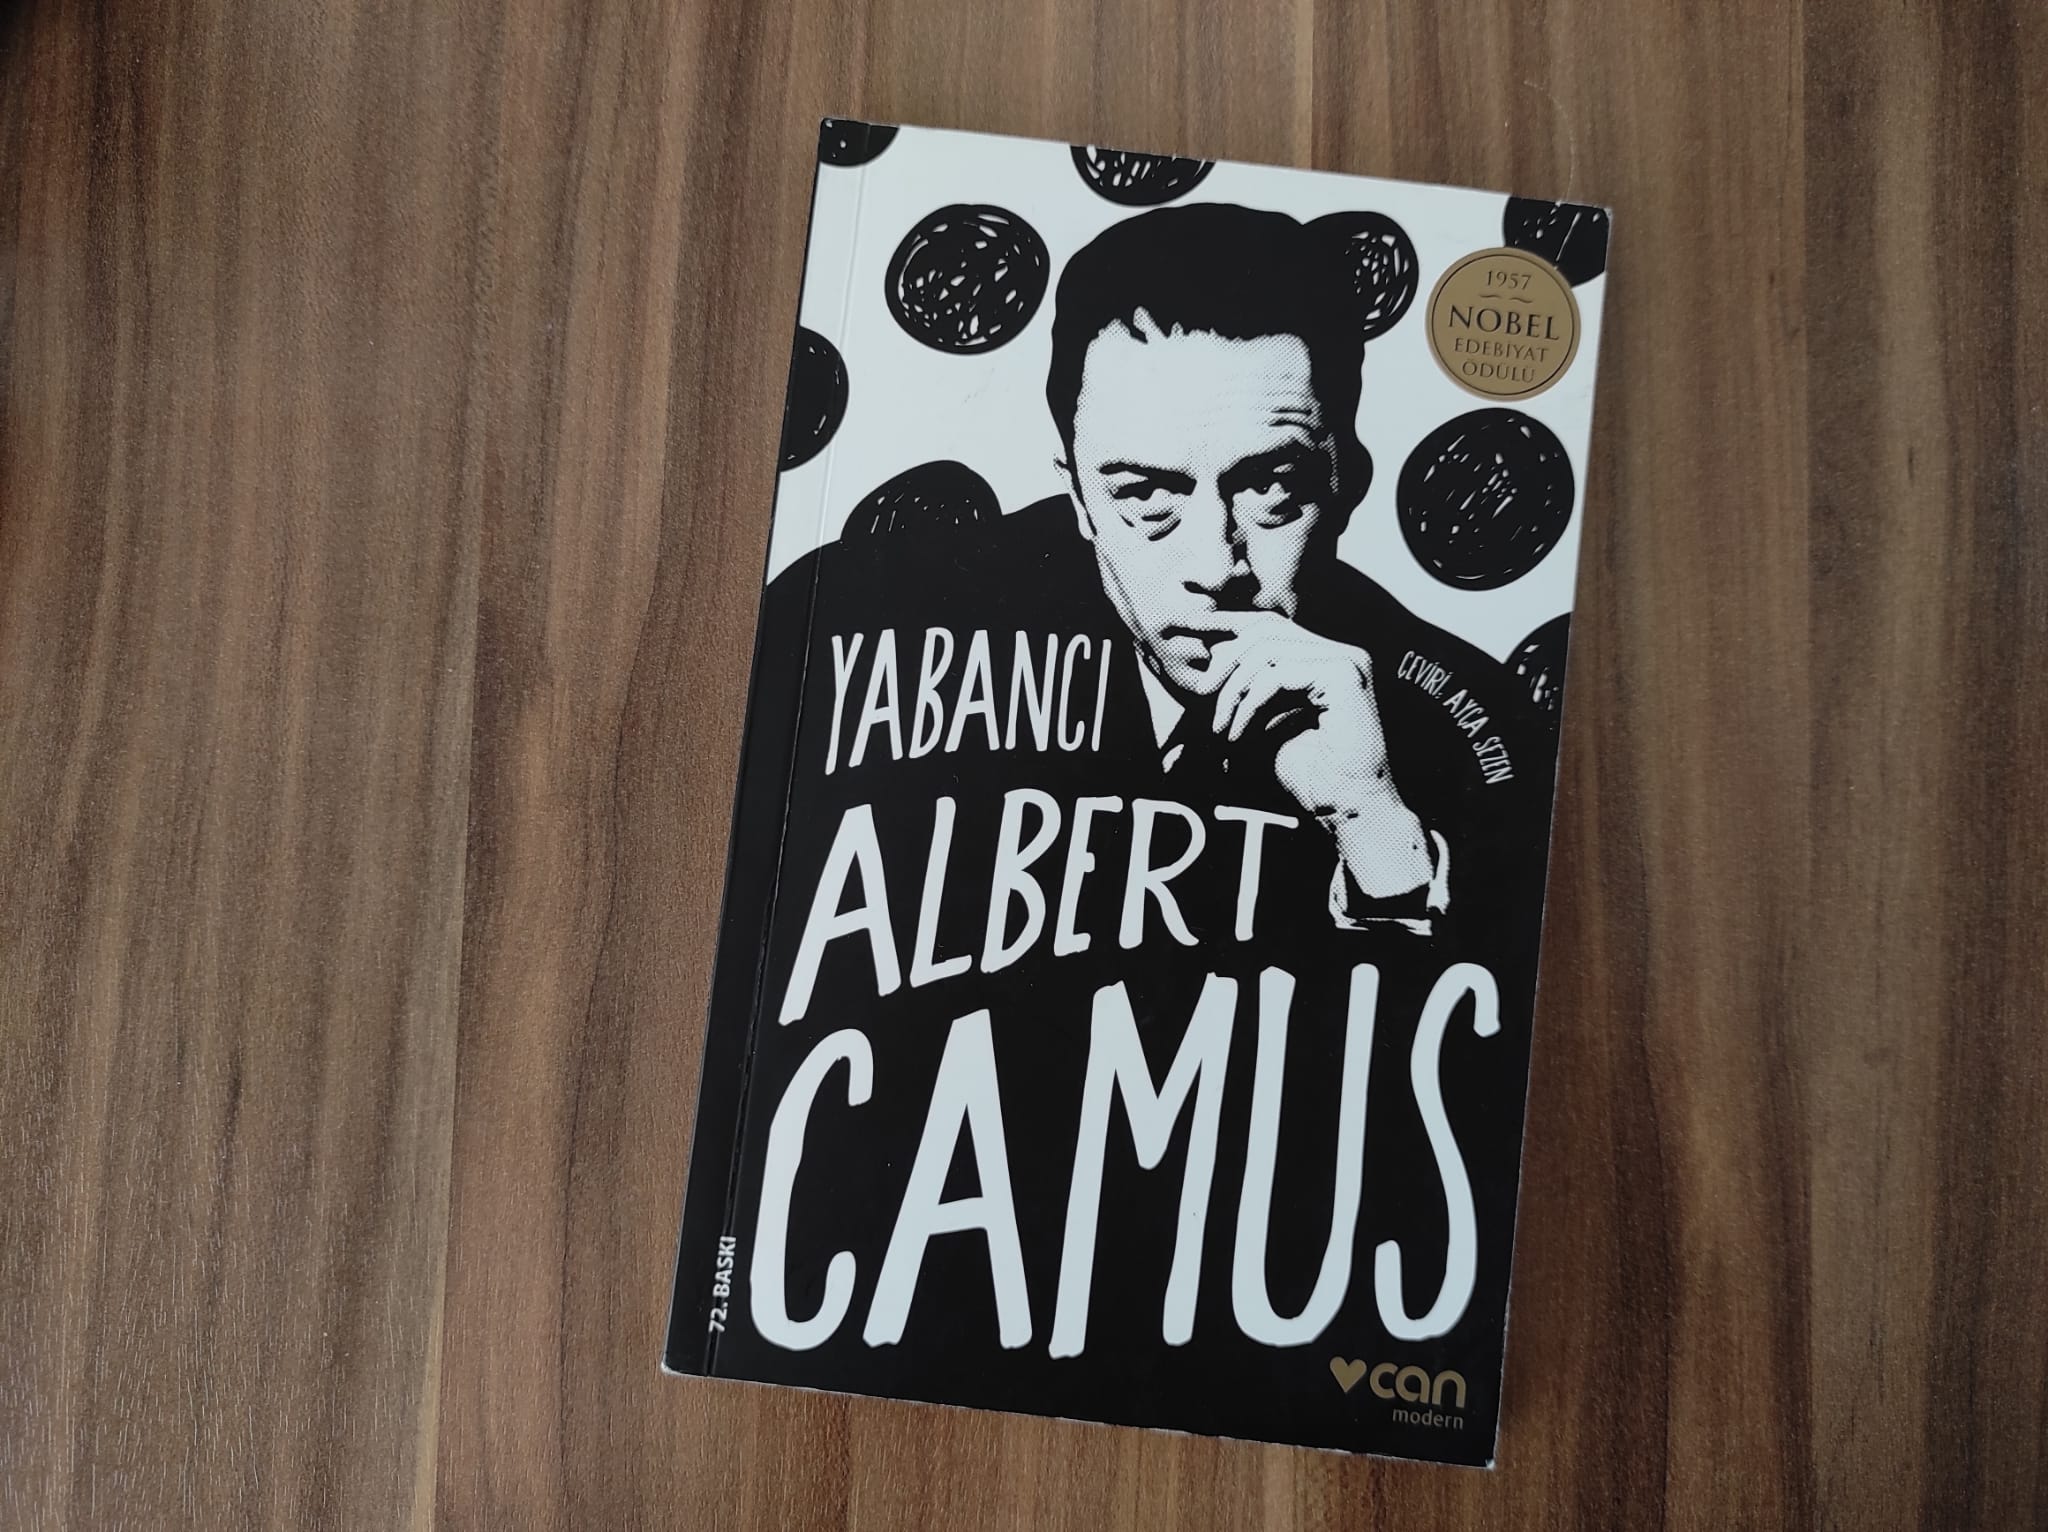 1957
NOBEL
EDEBİYAT
ÖDÜLÜ
YABANCI
ÇEVİRİ: AYÇA SEZEN
ALBERT
CAMUS
72. BASKI
can
modern